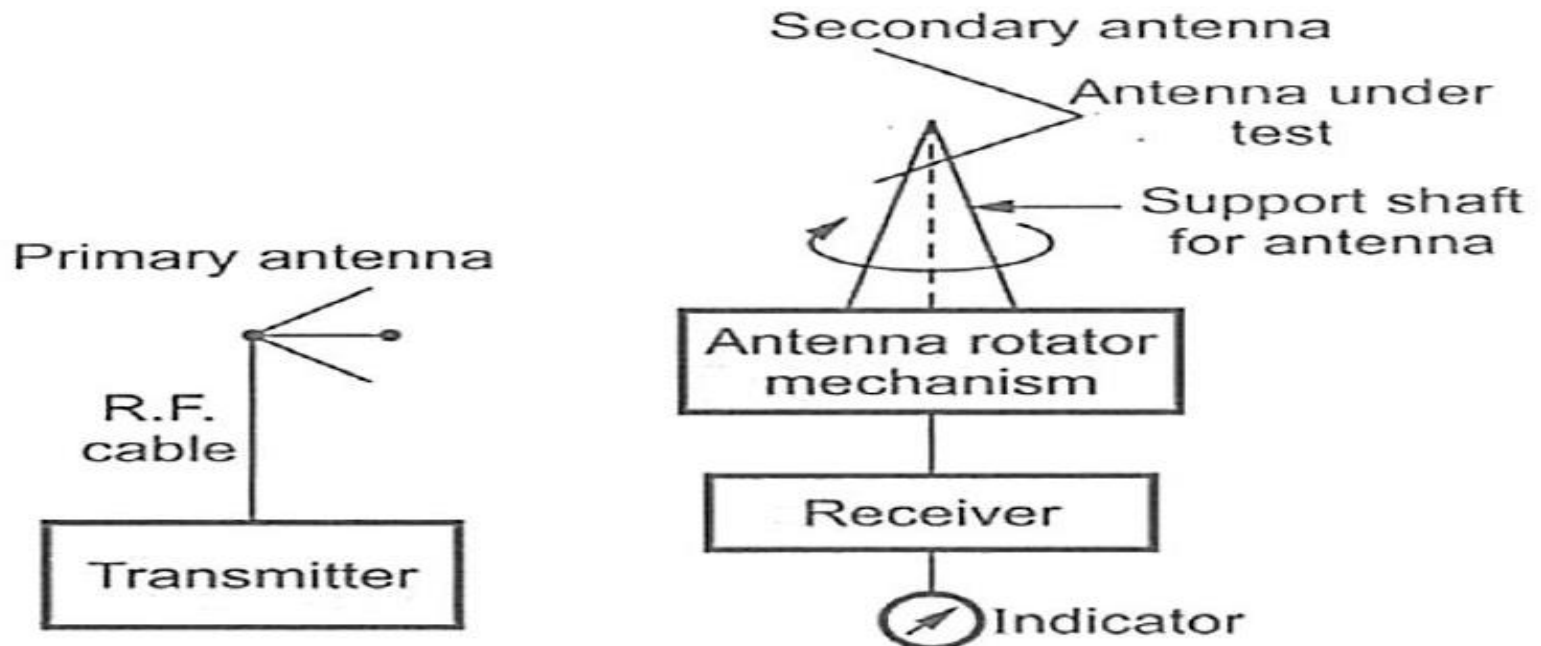 Secondary antenna
Antenna under
test
Support shaft
for antenna
Primary antenna
Antenna rotator
mechanism
R.F.
cable
Receiver
Transmitter
Indicator